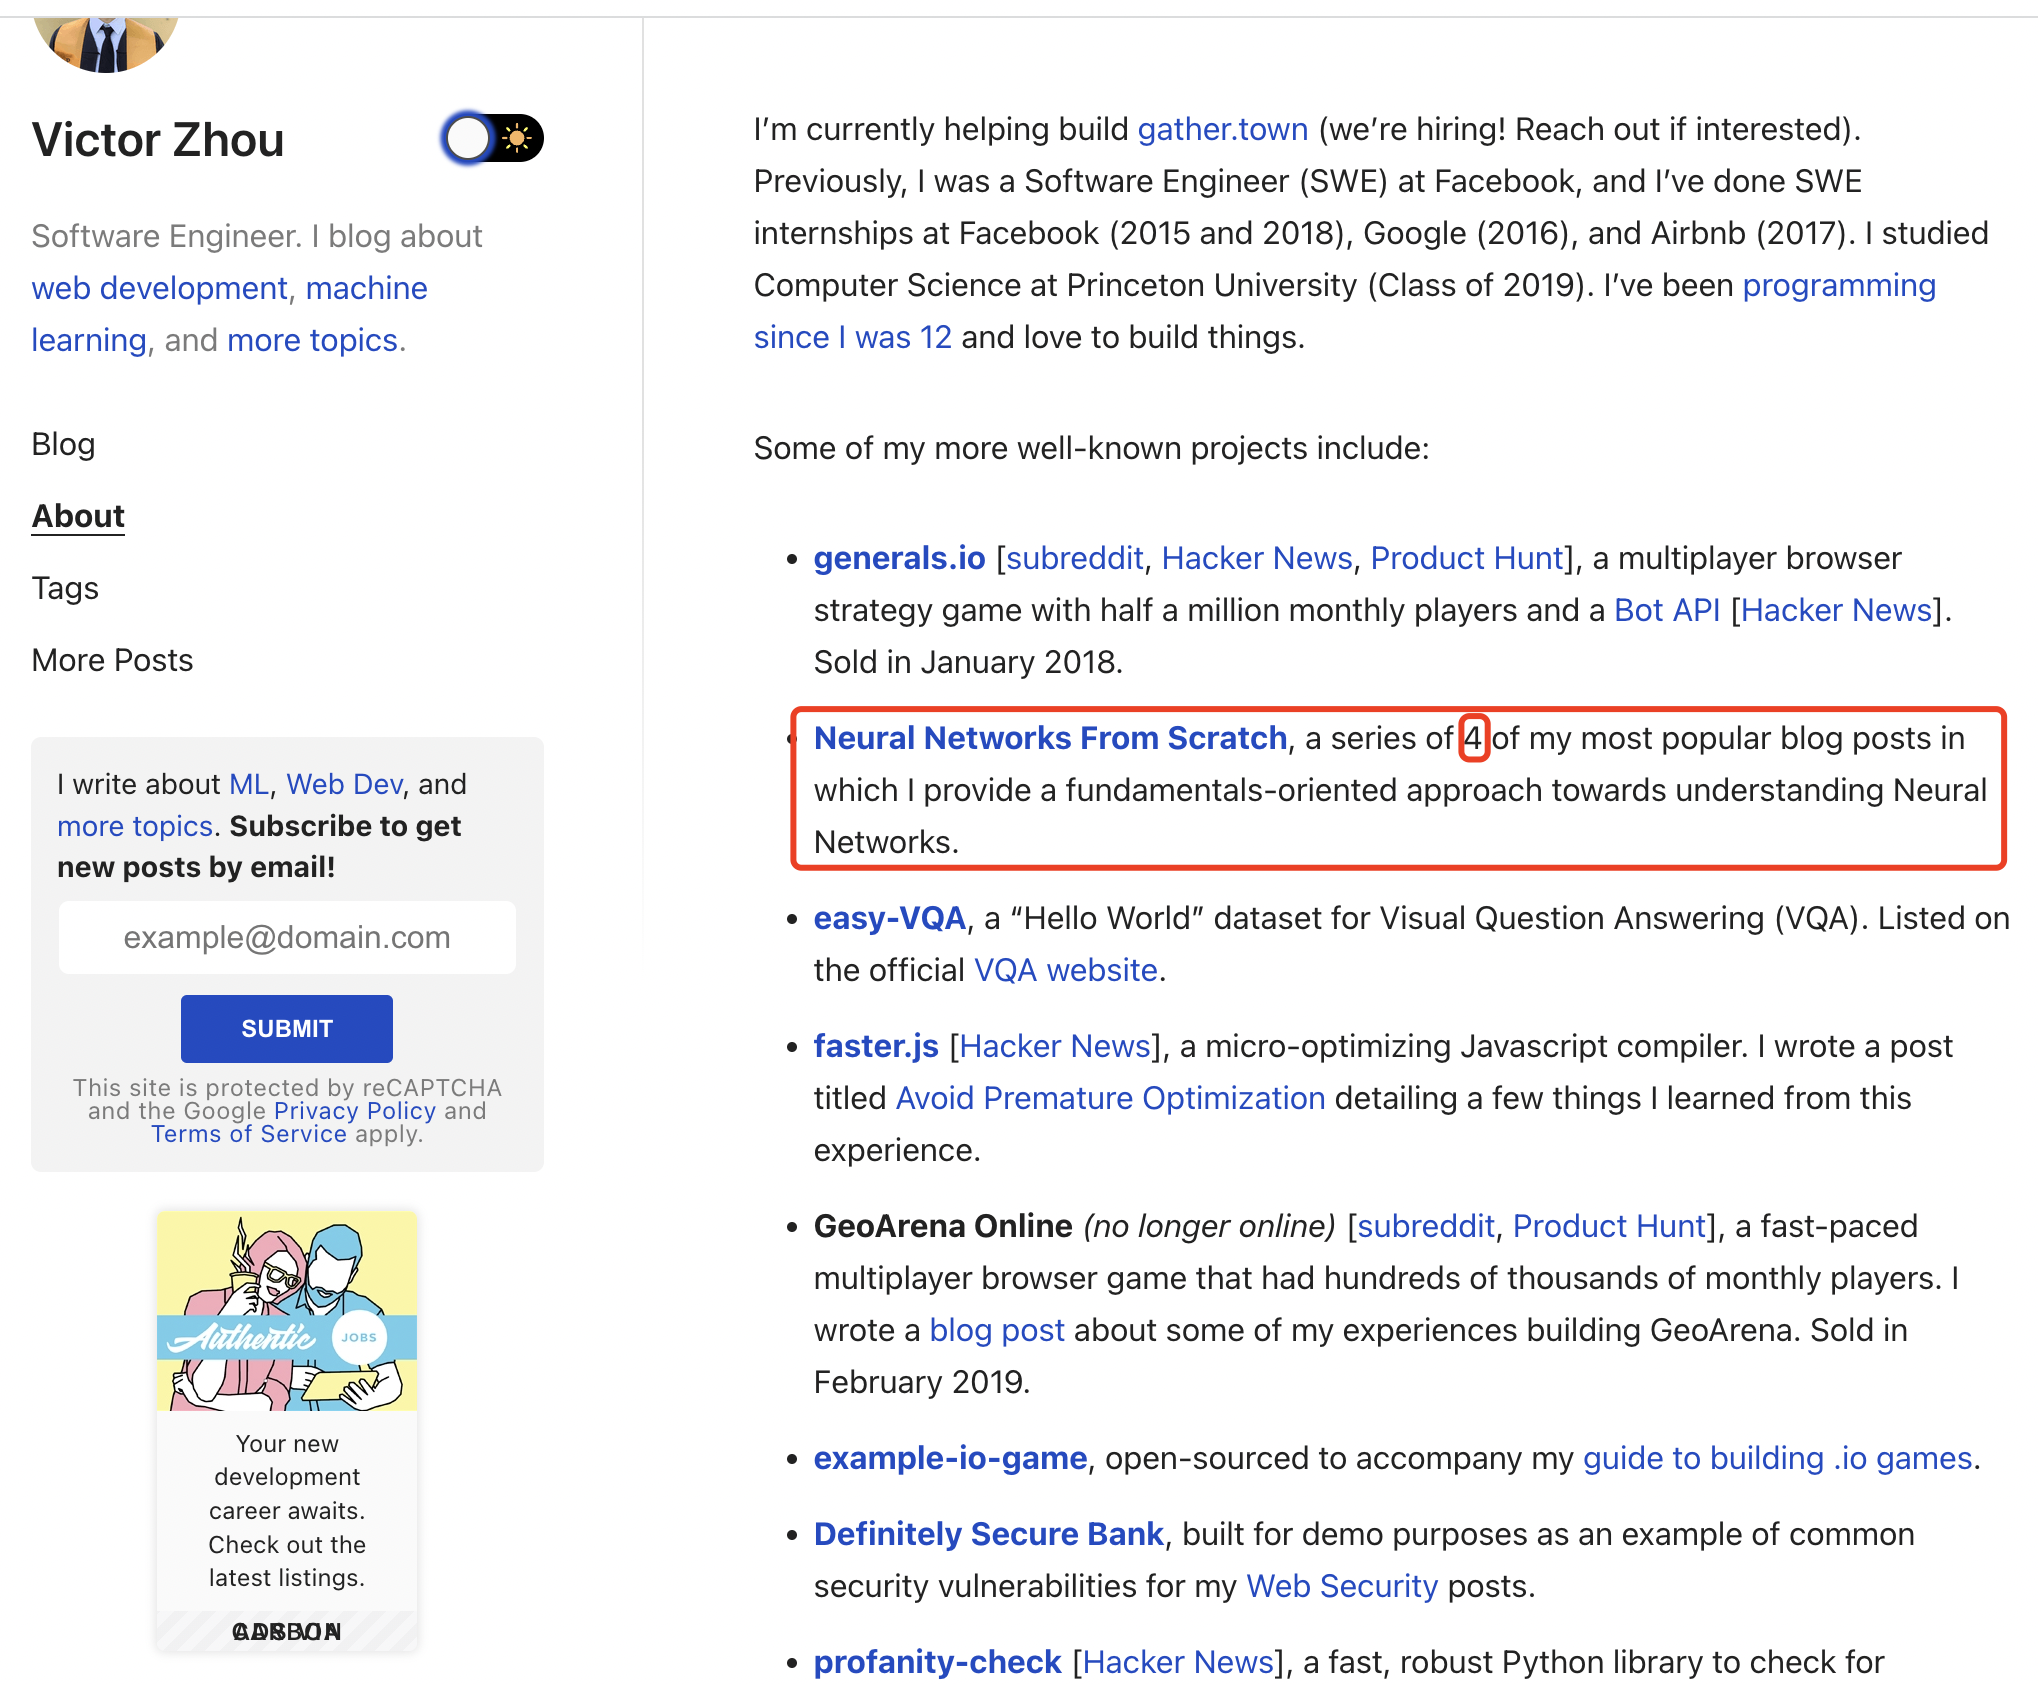 Victor Zhou
Software Engineer. I blog about
web development, machine
learning, and more topics.
Blog
About
Tags
More Posts
I write about ML, Web Dev, and
more topics. Subscribe to get
new posts by email!
example@domain.com
SUBMIT
This site is protected by reCAPTCHA
and the Google Privacy Policy and
Terms of Service apply.
Authentic JOBS
Your new
development
career awaits.
Check out the
latest listings.
I’m currently helping build gather.town (we’re hiring! Reach out if interested).
Previously, I was a Software Engineer (SWE) at Facebook, and I’ve done SWE
internships at Facebook (2015 and 2018), Google (2016), and Airbnb (2017). I studied
Computer Science at Princeton University (Class of 2019). I’ve been programming
since I was 12 and love to build things.
Some of my more well-known projects include:
• generals.io [subreddit, Hacker News, Product Hunt], a multiplayer browser
strategy game with half a million monthly players and a Bot API [Hacker News].
Sold in January 2018.
• Neural Networks From Scratch, a series of 4 of my most popular blog posts in
which I provide a fundamentals-oriented approach towards understanding Neural
Networks.
• easy-VQA, a “Hello World” dataset for Visual Question Answering (VQA). Listed on
the official VQA website.
• faster.js [Hacker News], a micro-optimizing Javascript compiler. I wrote a post
titled Avoid Premature Optimization detailing a few things I learned from this
experience.
• GeoArena Online (no longer online) [subreddit, Product Hunt], a fast-paced
multiplayer browser game that had hundreds of thousands of monthly players. I
wrote a blog post about some of my experiences building GeoArena. Sold in
February 2019.
• example-io-game, open-sourced to accompany my guide to building .io games.
• Definitely Secure Bank, built for demo purposes as an example of common
security vulnerabilities for my Web Security posts.
• profanity-check [Hacker News], a fast, robust Python library to check for